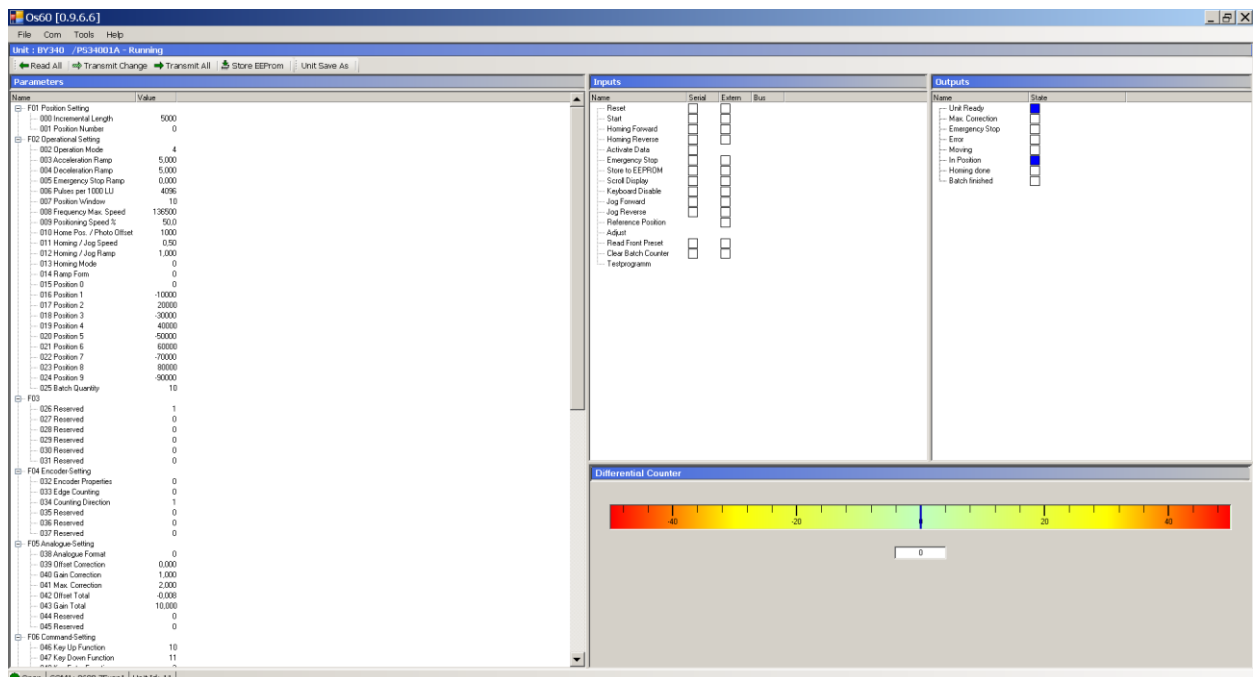 Os60 [0.9.6.6]
File Com Tools Help
Unit : BY340 /PS34001A - Running
Read All Transmit Change Transmit All Store EEProm Unit Save As
Parameters
Name Value
F01 Position Setting
000 Incremental Length 5000
001 Position Number 0
F02 Operational Setting
002 Operation Mode 4
003 Acceleration Ramp 5,000
004 Deceleration Ramp 5,000
005 Emergency Stop Ramp 0,000
006 Pulses per 1000 LU 4096
007 Position Window 10
008 Frequency Max. Speed 136500
009 Positioning Speed % 50,0
010 Home Pos. / Photo Offset 1000
011 Homing / Jog Speed 0,50
012 Homing / Jog Ramp 1,000
013 Homing Mode 0
014 Ramp Form 0
015 Position 0 0
016 Position 1 -10000
017 Position 2 20000
018 Position 3 -30000
019 Position 4 40000
020 Position 5 -50000
021 Position 6 60000
022 Position 7 -70000
023 Position 8 80000
024 Position 9 -90000
025 Batch Quantity 10
F03
026 Reserved 1
027 Reserved 0
028 Reserved 0
029 Reserved 0
030 Reserved 0
031 Reserved 0
F04 Encoder-Setting
032 Encoder Properties 0
033 Edge Counting 0
034 Counting Direction 1
035 Reserved 0
036 Reserved 0
037 Reserved 0
F05 Analogue-Setting
038 Analogue Format 0
039 Offset Correction 0,000
040 Gain Correction 1,000
041 Max. Correction 2,000
042 Offset Total -0,008
043 Gain Total 10,000
044 Reserved 0
045 Reserved 0
F06 Command-Setting
046 Key Up Function 10
047 Key Down Function 11
Inputs
Name Serial Extern Bus
Reset
Start
Homing Forward
Homing Reverse
Activate Data
Emergency Stop
Store to EEPROM
Scroll Display
Keyboard Disable
Jog Forward
Jog Reverse
Reference Position
Adjust
Read Front Preset
Clear Batch Counter
Testprogramm
Outputs
Name State
Unit Ready
Max. Correction
Emergency Stop
Error
Moving
In Position
Homing done
Batch finished
Differential Counter
-40 -20 0 20 40
0